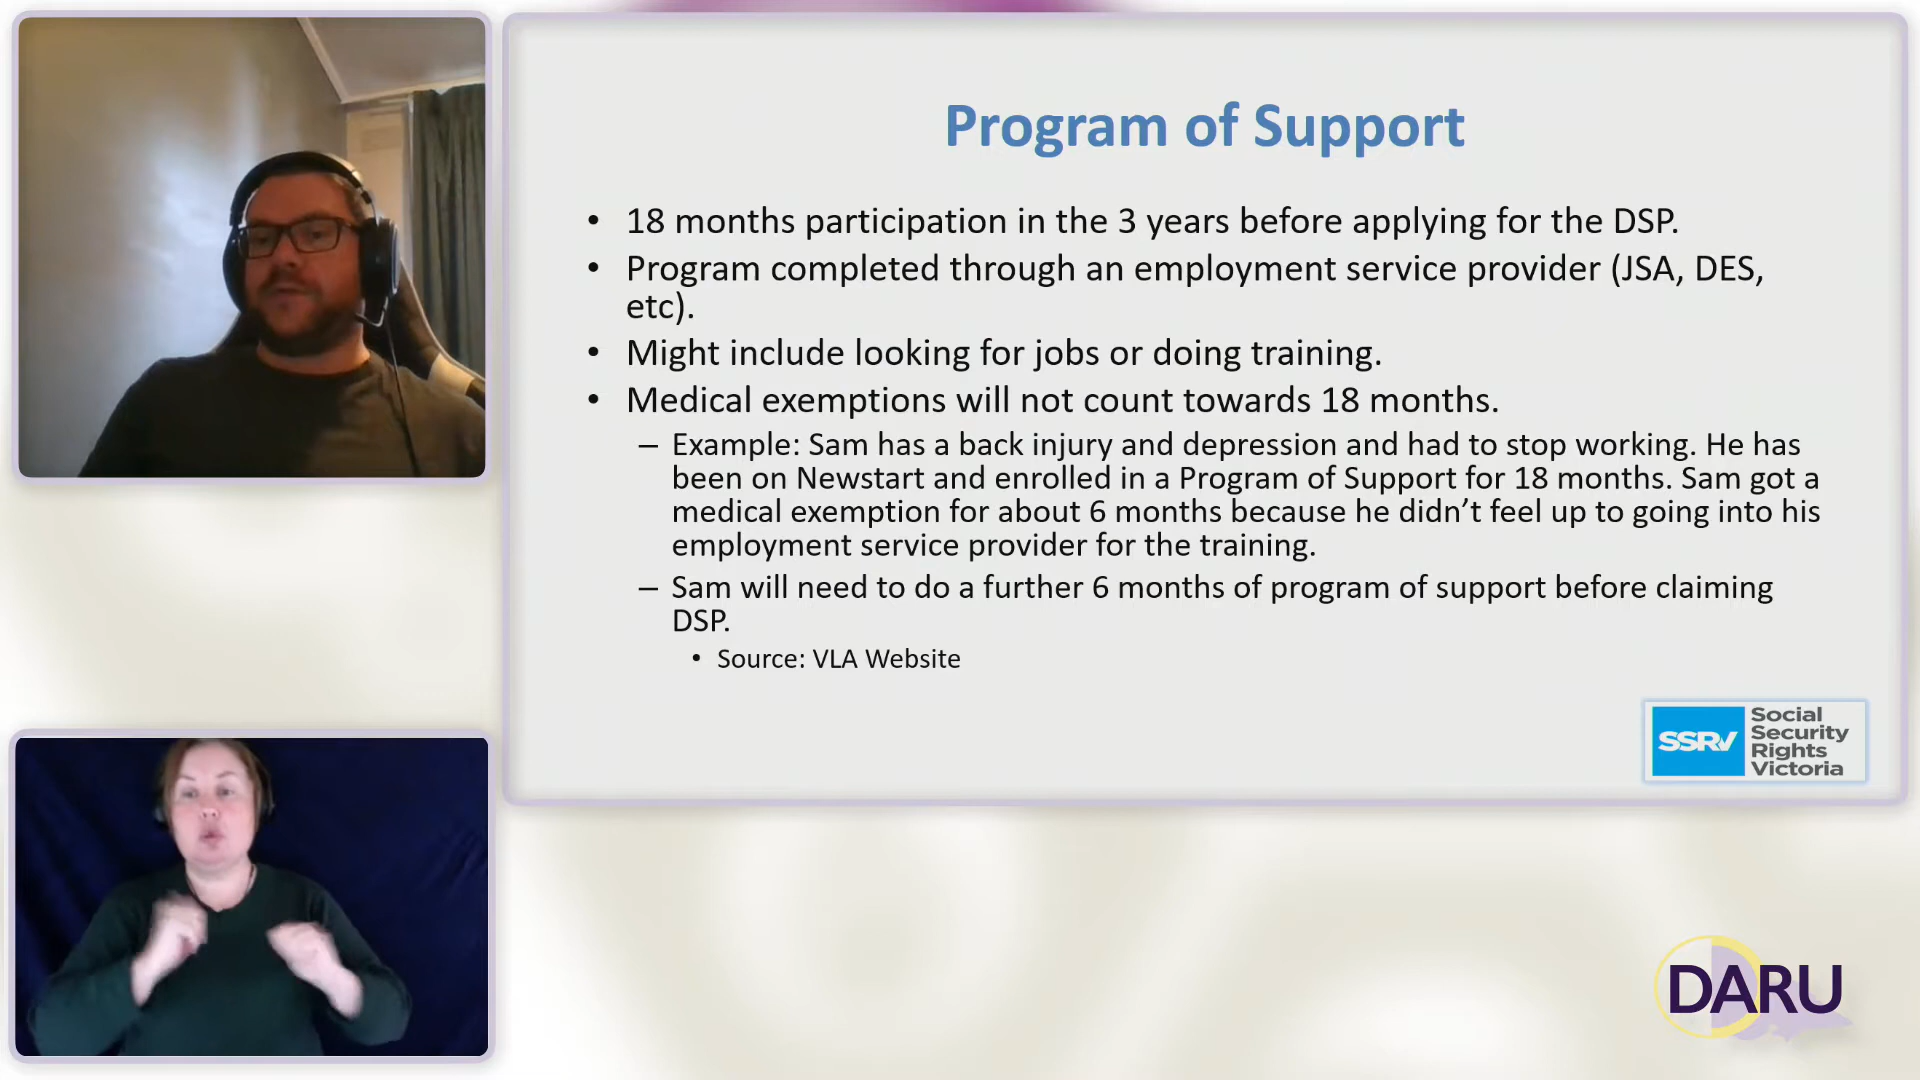 Program of Support
• 18 months participation in the 3 years before applying for the DSP.
• Program completed through an employment service provider (JSA, DES,
etc).
• Might include looking for jobs or doing training.
• Medical exemptions will not count towards 18 months.
– Example: Sam has a back injury and depression and had to stop working. He has
been on Newstart and enrolled in a Program of Support for 18 months. Sam got a
medical exemption for about 6 months because he didn’t feel up to going into his
employment service provider for the training.
– Sam will need to do a further 6 months of program of support before claiming
DSP.
• Source: VLA Website
SSRV
Social
Security
Rights
Victoria
DARU